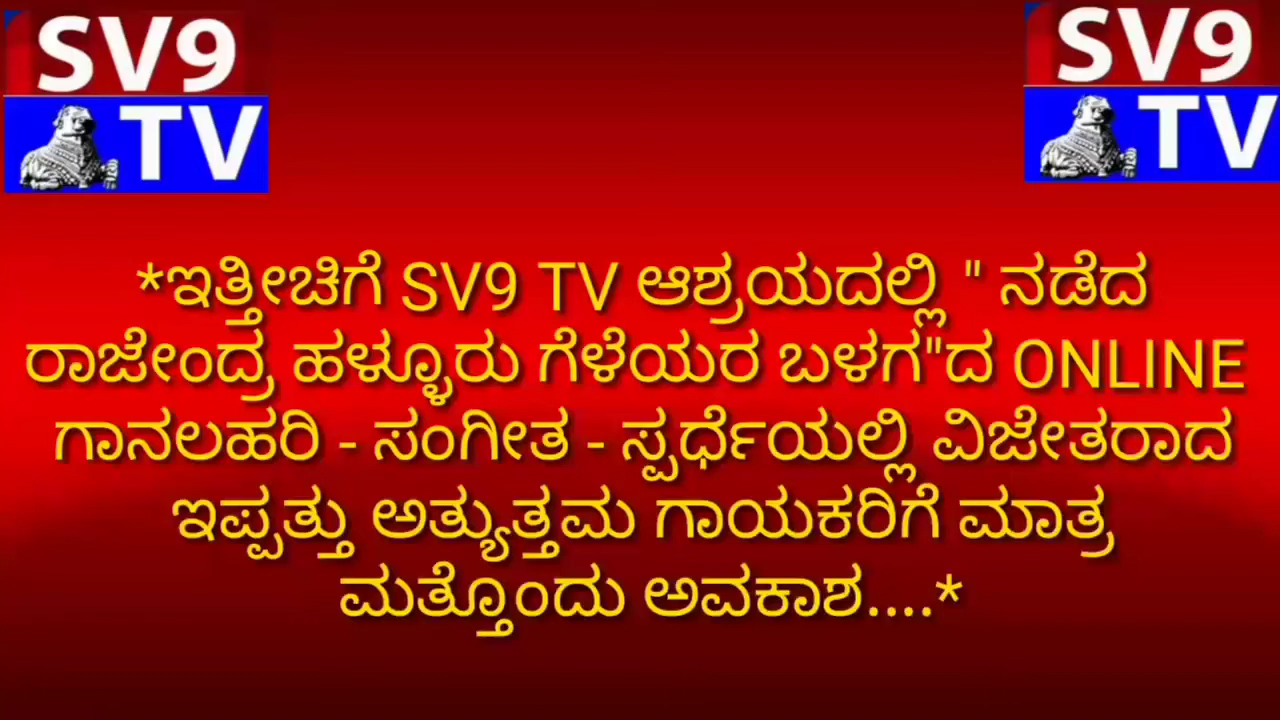 SV9
TV
SV9
TV
*ಇತ್ತೀಚಿಗೆ SV9 TV ಆಶ್ರಯದಲ್ಲಿ " ನಡೆದ
ರಾಜೇಂದ್ರ ಹಳ್ಳೂರು ಗೆಳೆಯರ ಬಳಗ"ದ ONLINE
ಗಾನಲಹರಿ - ಸಂಗೀತ - ಸ್ಪರ್ಧೆಯಲ್ಲಿ ವಿಜೇತರಾದ
ಇಪ್ಪತ್ತು ಅತ್ಯುತ್ತಮ ಗಾಯಕರಿಗೆ ಮಾತ್ರ
ಮತ್ತೊಂದು ಅವಕಾಶ....*